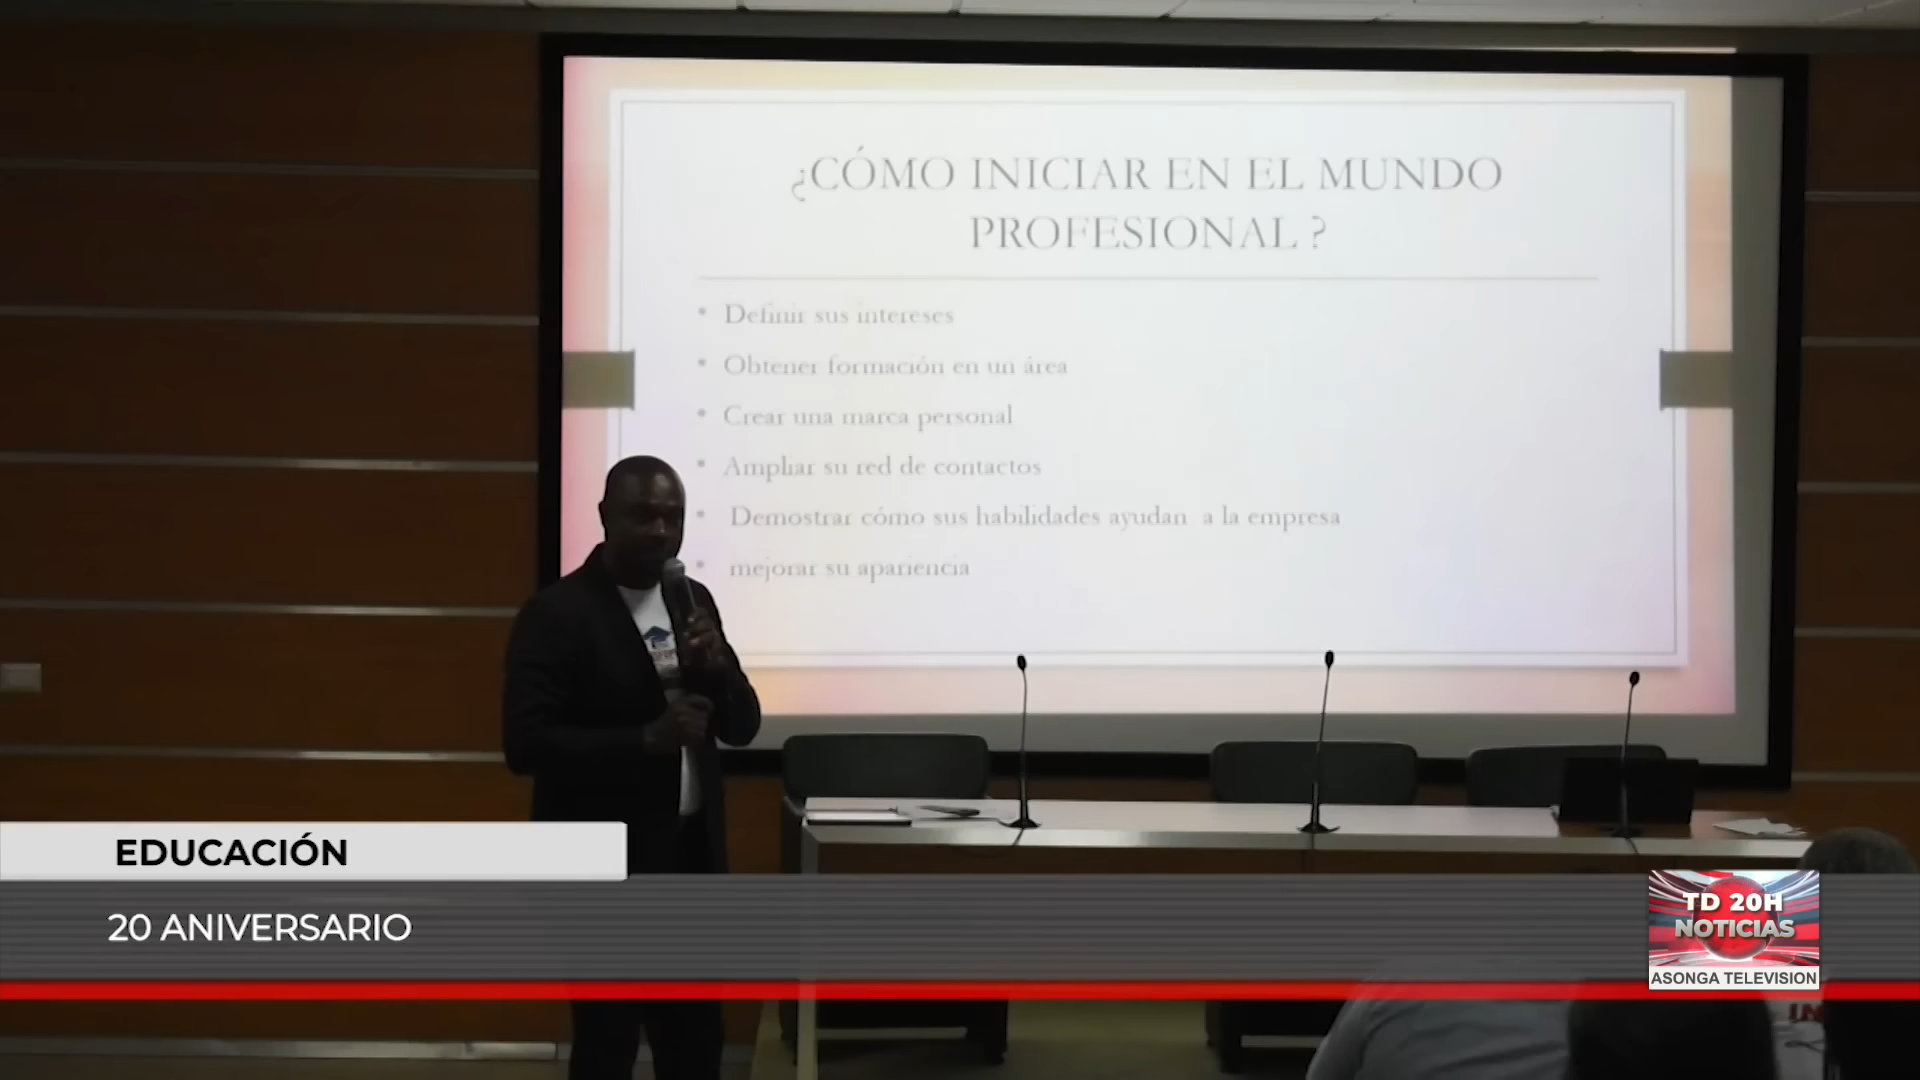 ¿CÓMO INICIAR EN EL MUNDO
PROFESIONAL ?
• Definir sus intereses
• Obtener formación en un área
• Crear una marca personal
• Ampliar su red de contactos
• Demostrar cómo sus habilidades ayudan a la empresa
• mejorar su apariencia
EDUCACIÓN
20 ANIVERSARIO
TD 20H
NOTICIAS
ASONGA TELEVISION